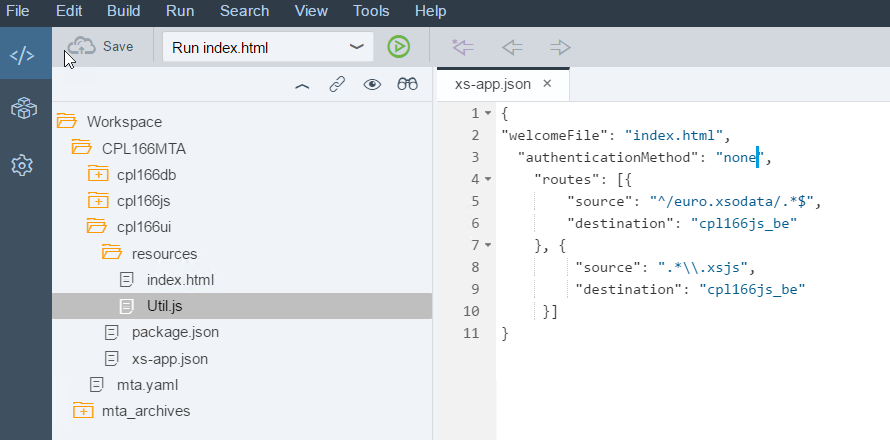 File Edit Build Run Search View Tools Help
Save Run index.html
xs-app.json ×
Workspace
CPL166MTA
cpl166db
cpl166js
cpl166ui
resources
index.html
Util.js
package.json
xs-app.json
mta.yaml
mta_archives
1 {
2 "welcomeFile": "index.html",
3 "authenticationMethod": "none",
4 "routes": [{
5 "source": "^/euro.xsodata/.*$",
6 "destination": "cpl166js_be"
7 }, {
8 "source": ".*\\.xsjs",
9 "destination": "cpl166js_be"
10 }]
11 }